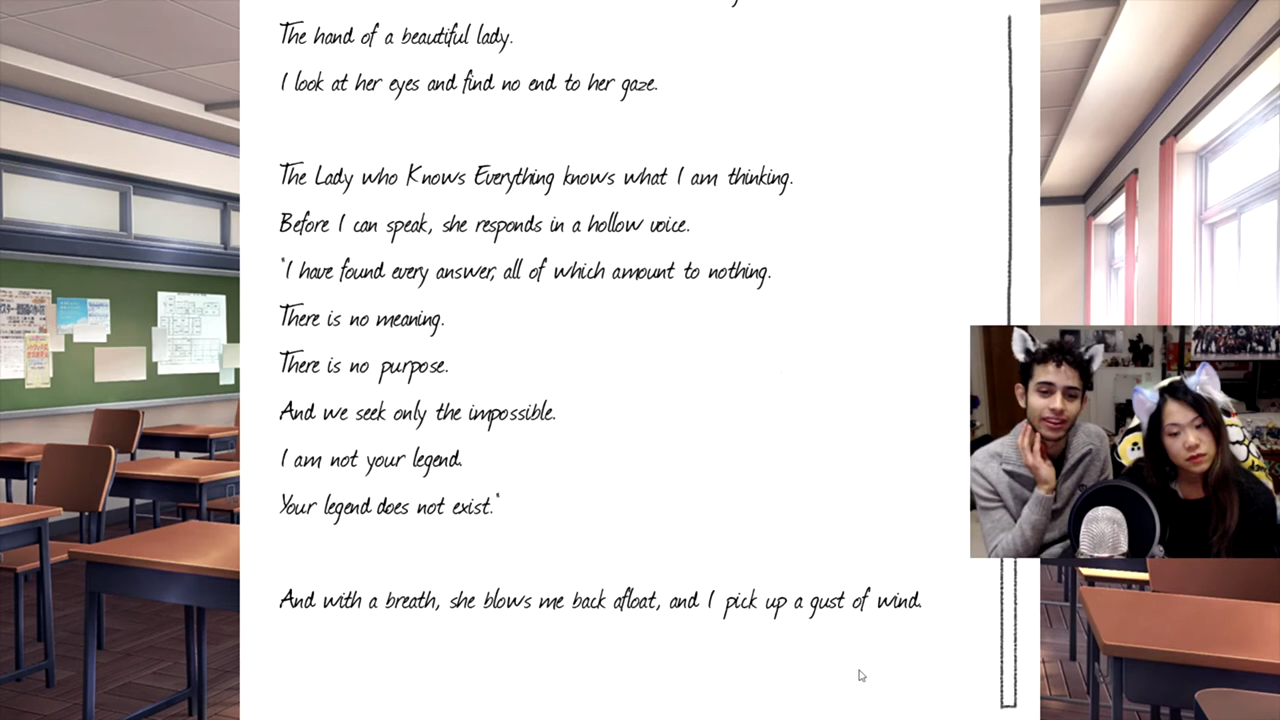 The hand of a beautiful lady.
I look at her eyes and find no end to her gaze.
The Lady who Knows Everything knows what I am thinking.
Before I can speak, she responds in a hollow voice.
"I have found every answer, all of which amount to nothing.
There is no meaning.
There is no purpose.
And we seek only the impossible.
I am not your legend.
Your legend does not exist."
And with a breath, she blows me back afloat, and I pick up a gust of wind.